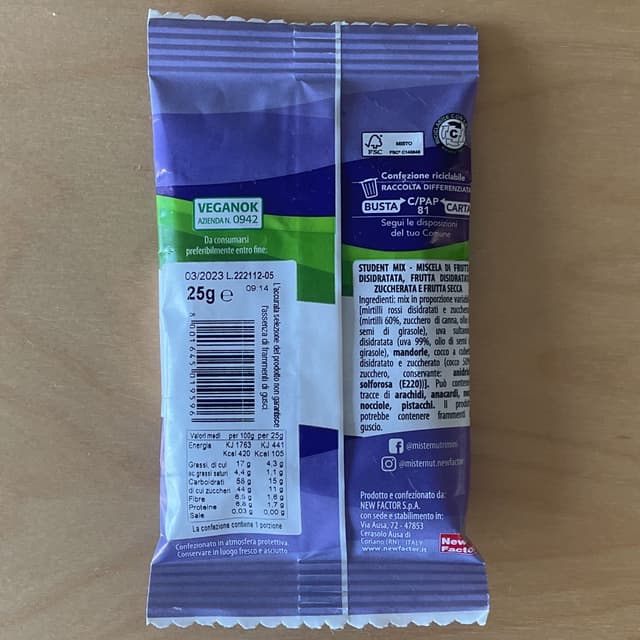 VEGANOK
AZIENDA N. 0942
Da consumarsi
preferibilmente entro fine:
03/2023 L.222112-05
09 14
25g e
L'accurata selezione del prodotto non garantisce
l'assenza di frammenti di gusci.
Valori medi per 100g per 25g
Energia KJ 1763 KJ 441
Kcal 420 Kcal 105
Grassi, di cui 17 g 4,3 g
ac.grassi saturi 4,4 g 1,1 g
Carboidrati 58 g 15 g
di cui zuccheri 44 g 11 g
Fibre 6,5 g 1,6 g
Proteine 6,8 g 1,7 g
Sale 0,03 g 0,00 g
La confezione contiene 1 porzione
Confezionato in atmosfera protettiva.
Conservare in luogo fresco e asciutto
FSC
MISTO
FSC® C148848
C
Confezione riciclabile
RACCOLTA DIFFERENZIATA
BUSTA C/PAP CARTA
81
Segui le disposizioni
del tuo Comune
STUDENT MIX - MISCELA DI FRUTTA
DISIDRATATA, FRUTTA DISIDRATATA
ZUCCHERATA E FRUTTA SECCA
Ingredienti: mix in proporzione variabile
[mirtilli rossi disidratati e zuccherati
(mirtilli 60%, zucchero di canna, olio di
semi di girasole), uva sultanina
disidratata (uva 99%, olio di semi di
girasole), mandorle, cocco a cubetti
disidratato e zuccherato (cocco 50%,
zucchero, conservante: anidride
solforosa (E220))]. Può contenere
tracce di arachidi, anacardi, noci,
nocciole, pistacchi. Il prodotto
potrebbe contenere frammenti di
guscio.
@misternutrimini
@misternut.newfactor
Prodotto e confezionato da:
NEW FACTOR S.p.A.
con sede e stabilimento in:
Via Ausa, 72 - 47853
Cerasolo Ausa di
Coriano (RN) - ITALY
www.newfactor.it
New
Factor